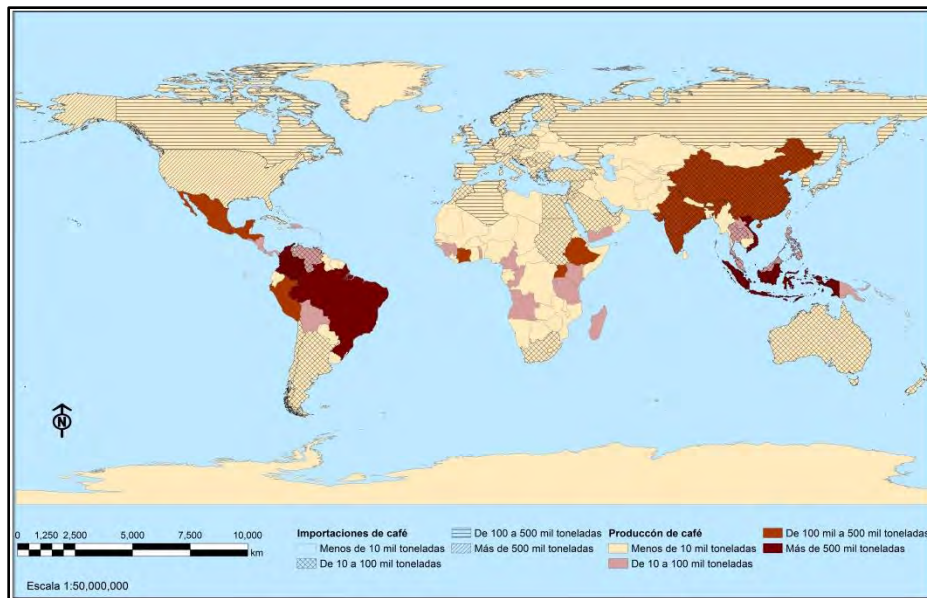 N
0 1,250 2,500 5,000 7,500 10,000
km
Escala 1:50,000,000
Importaciones de café
Menos de 10 mil toneladas
De 10 a 100 mil toneladas
De 100 a 500 mil toneladas
Más de 500 mil toneladas
Produccón de café
Menos de 10 mil toneladas
De 10 a 100 mil toneladas
De 100 mil a 500 mil toneladas
Más de 500 mil toneladas